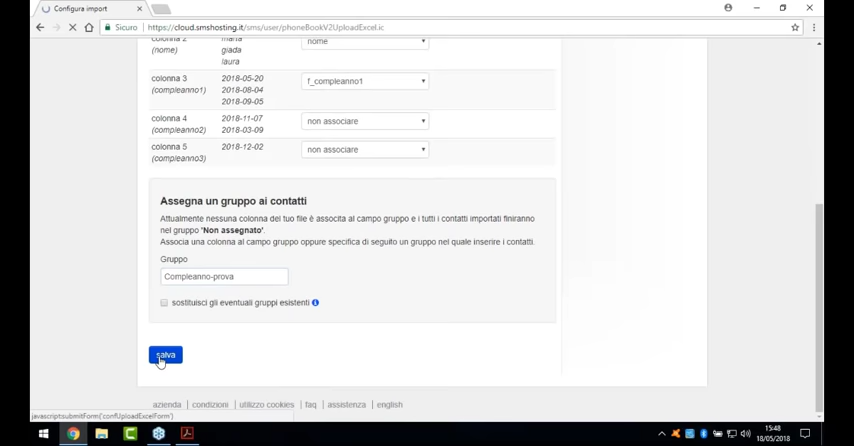 Configura import
Sicuro
https://cloud.smshosting.it/sms/user/phoneBookV2UploadExcel.ic
colonna 2 marta nome
(nome) giada
laura
colonna 3 2018-05-20 f_compleanno1
(compleanno1) 2018-08-04
2018-09-05
colonna 4 2018-11-07 non associare
(compleanno2) 2018-03-09
colonna 5 2018-12-02 non associare
(compleanno3)
Assegna un gruppo ai contatti
Attualmente nessuna colonna del tuo file è associta al campo gruppo e i tutti i contatti importati finiranno
nel gruppo 'Non assegnato'.
Associa una colonna al campo gruppo oppure specifica di seguito un gruppo nel quale inserire i contatti.
Gruppo
Compleanno-prova
sostituisci gli eventuali gruppi esistenti
salva
azienda | condizioni | utilizzo cookies | faq | assistenza | english
javascript:submitForm('confUploadExcelForm')
15:48
18/05/2018